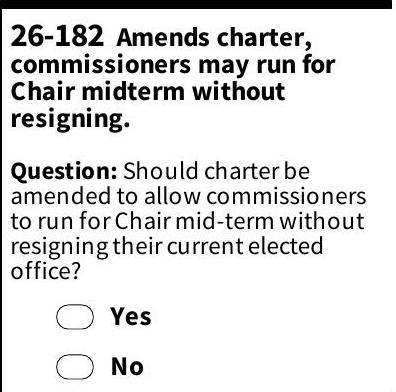 26-182 Amends charter,
commissioners may run for
Chair midterm without
resigning.
Question: Should charter be
amended to allow commissioners
to run for Chair mid-term without
resigning their current elected
office?
Yes
No